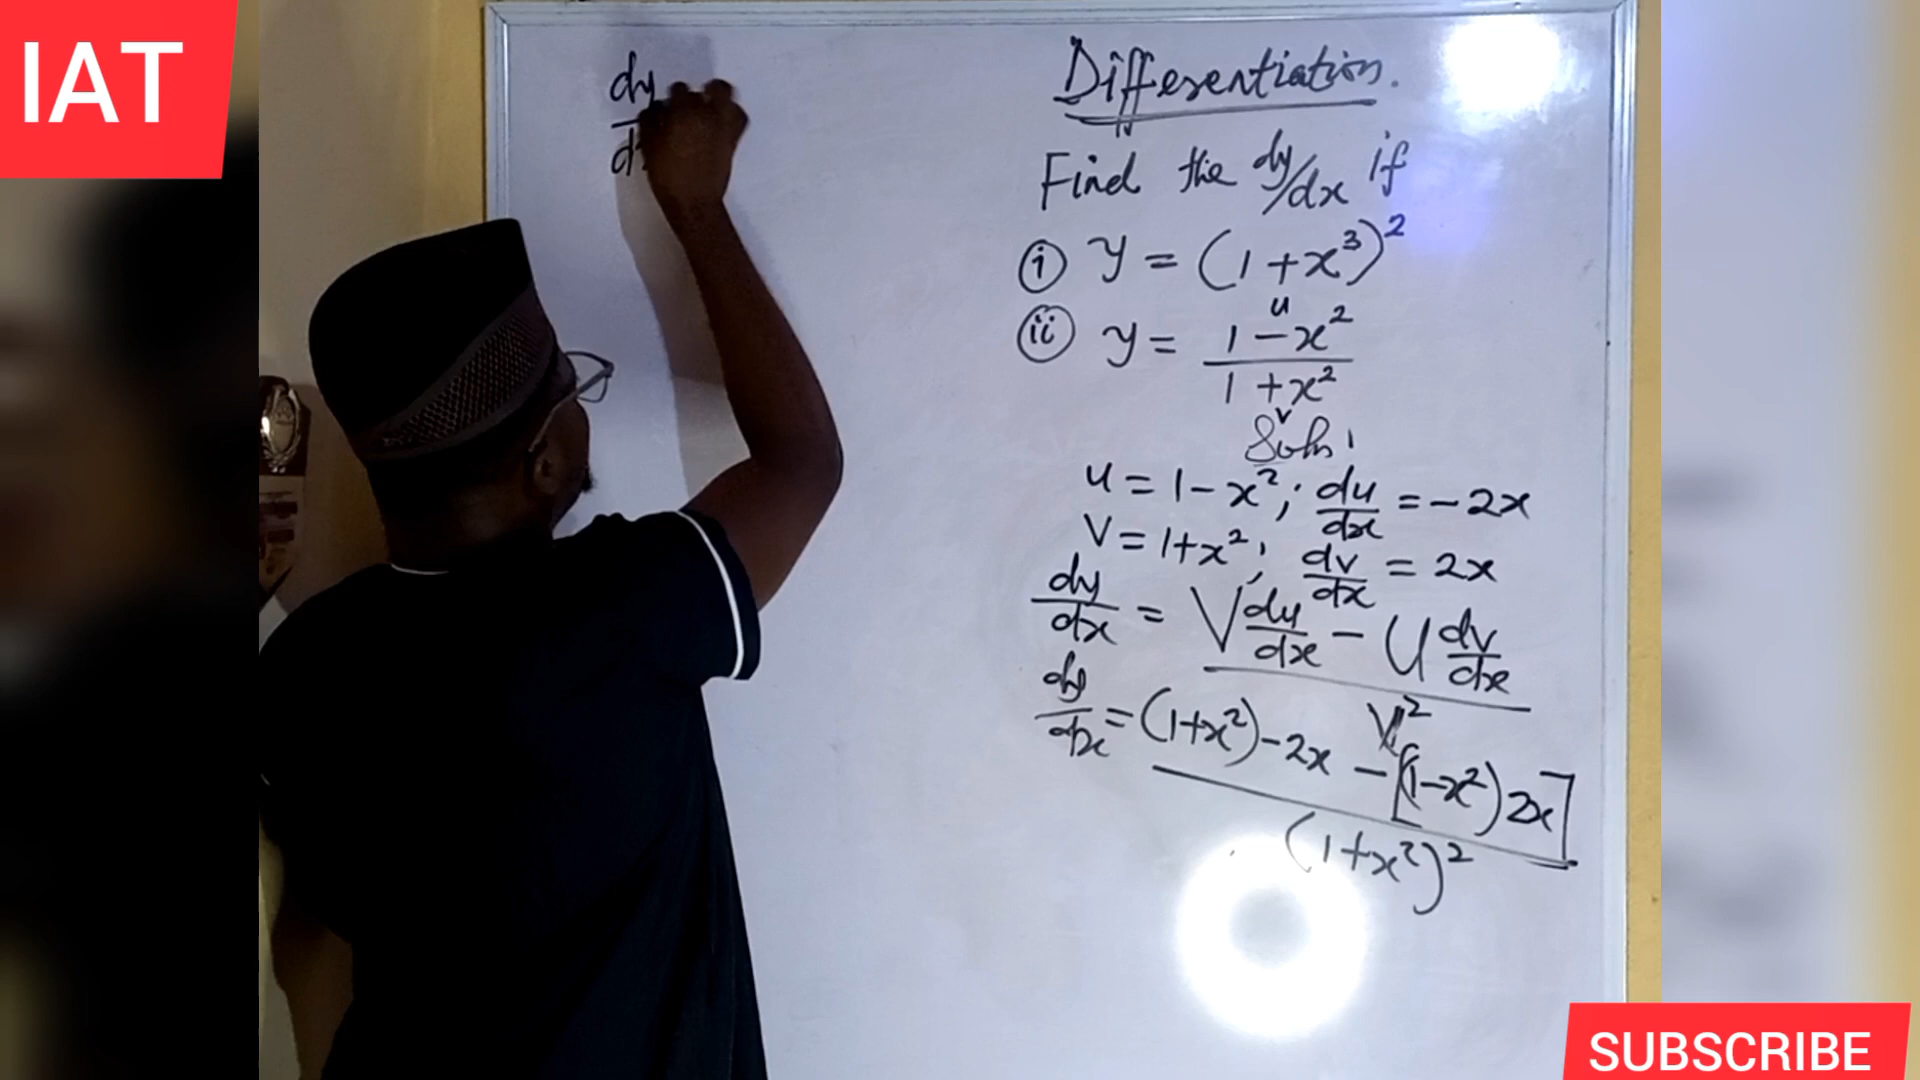 IAT
dy
Differentiation.
Find the dy/dx if
(i) y = (1 + x³)²
(ii) y = (1 - x²)/(1 + x²)
u
v
Soln.
u = 1 - x²; du/dx = -2x
v = 1 + x²; dv/dx = 2x
dy/dx = (V du/dx - U dv/dx)/V²
dy/dx = ((1+x²)-2x - [(1-x²)2x])/(1+x²)²
SUBSCRIBE